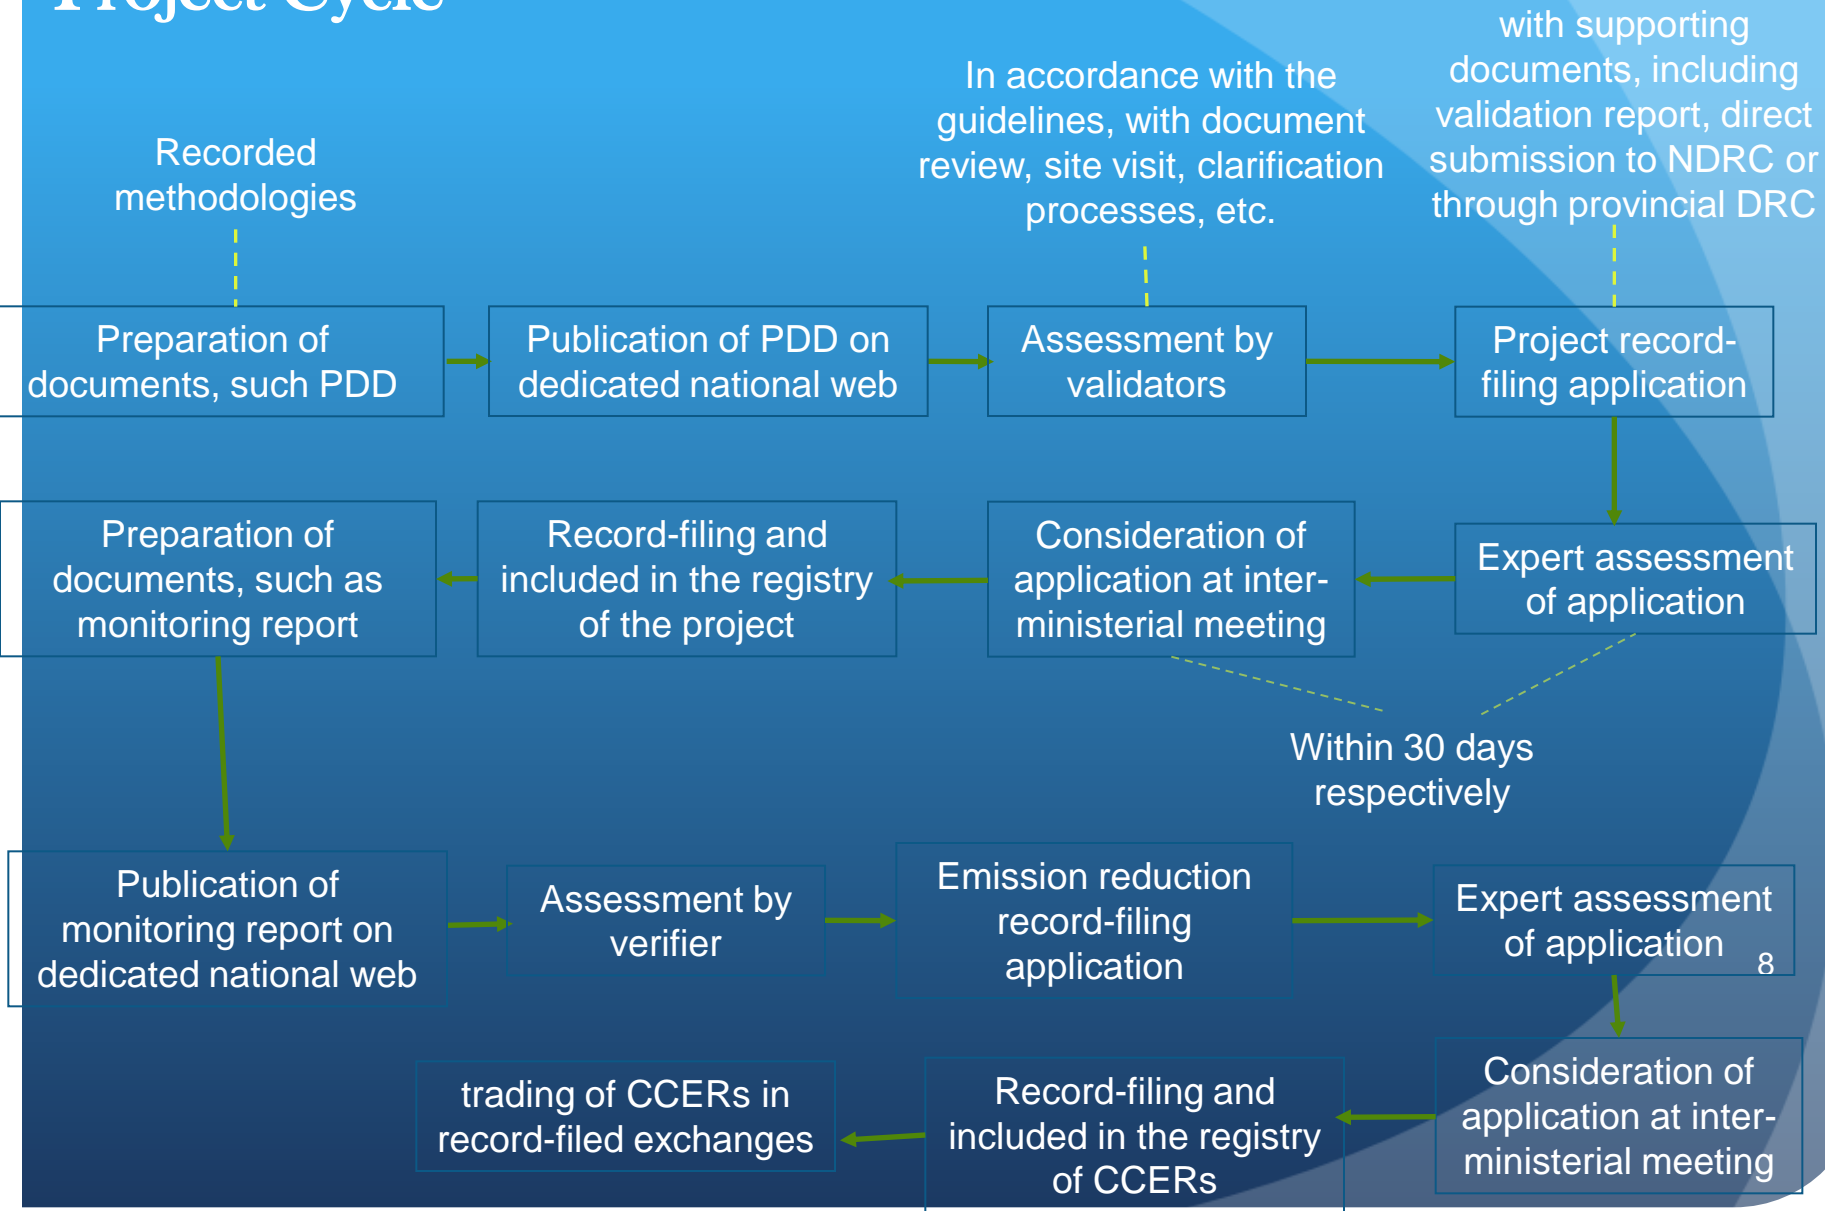 Project Cycle
with supporting
documents, including
validation report, direct
submission to NDRC or
through provincial DRC
In accordance with the
guidelines, with document
review, site visit, clarification
processes, etc.
Recorded
methodologies
Preparation of
documents, such PDD
Publication of PDD on
dedicated national web
Assessment by
validators
Project record-
filing application
Expert assessment
of application
Consideration of
application at inter-
ministerial meeting
Record-filing and
included in the registry
of the project
Preparation of
documents, such as
monitoring report
Within 30 days
respectively
Publication of
monitoring report on
dedicated national web
Assessment by
verifier
Emission reduction
record-filing
application
Expert assessment
of application
8
Consideration of
application at inter-
ministerial meeting
Record-filing and
included in the registry
of CCERs
trading of CCERs in
record-filed exchanges